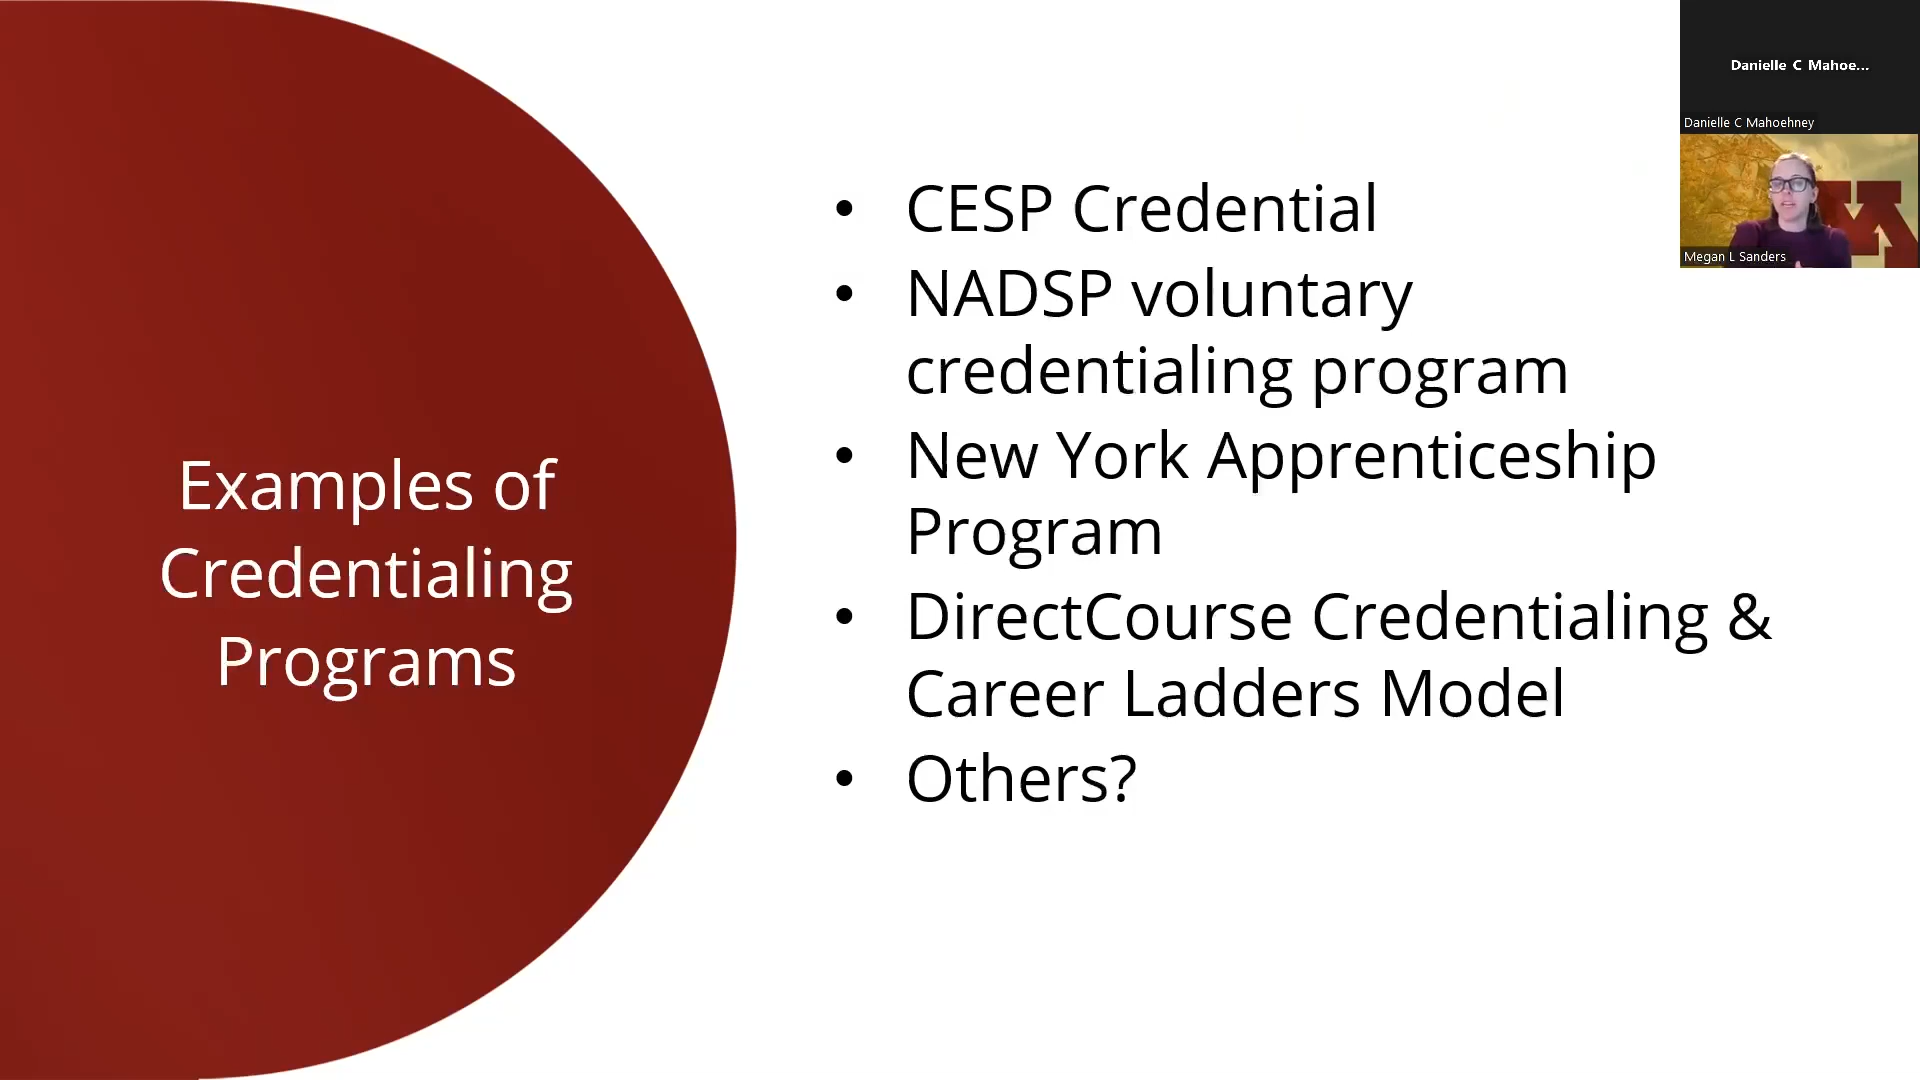 Examples of
Credentialing
Programs
• CESP Credential
• NADSP voluntary
credentialing program
• New York Apprenticeship
Program
• DirectCourse Credentialing &
Career Ladders Model
• Others?
Danielle C Mahoe...
Danielle C Mahoehney
Megan L Sanders